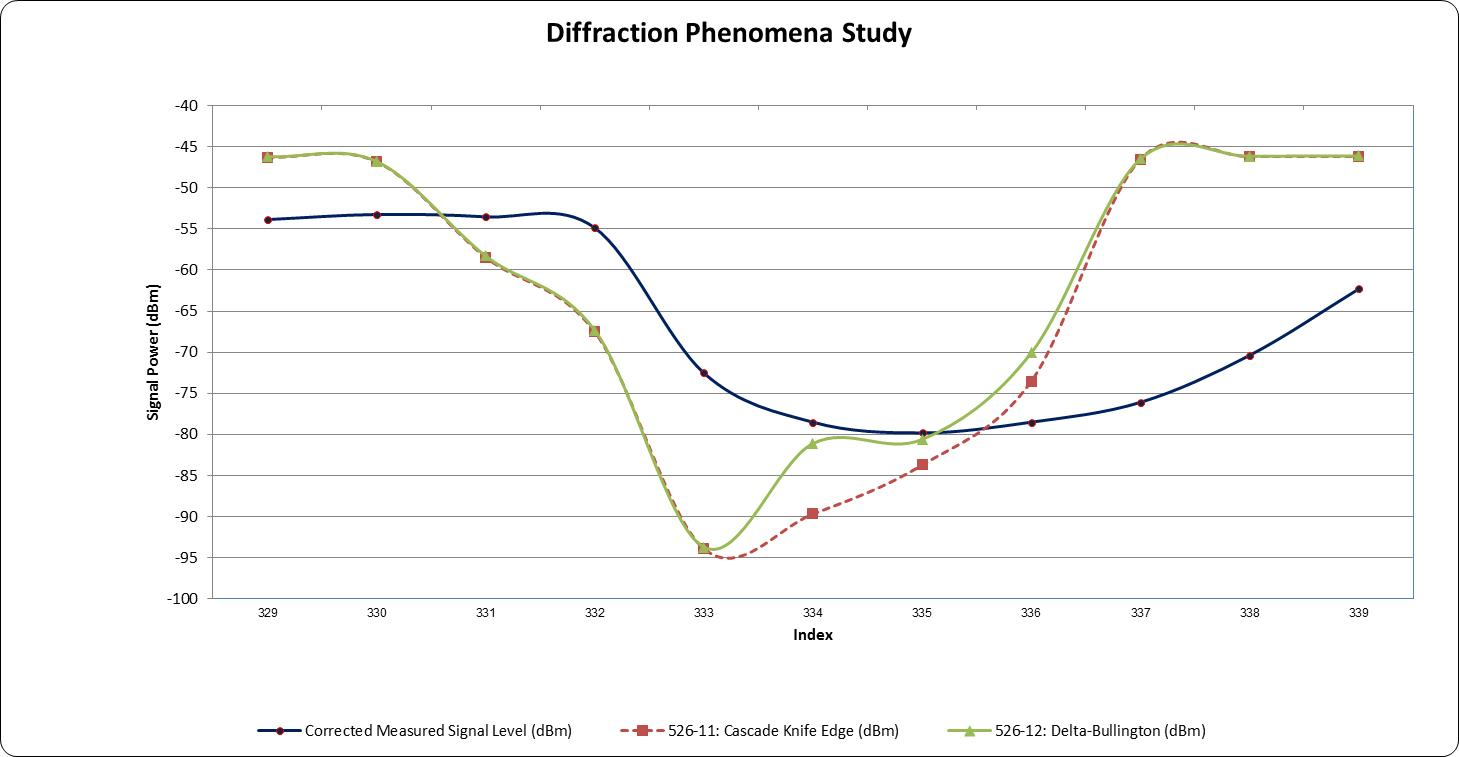 Diffraction Phenomena Study
-40
-45
-50
-55
-60
-65
-70
-75
-80
-85
-90
-95
-100
Signal Power (dBm)
329 330 331 332 333 334 335 336 337 338 339
Index
Corrected Measured Signal Level (dBm) 526-11: Cascade Knife Edge (dBm) 526-12: Delta-Bullington (dBm)